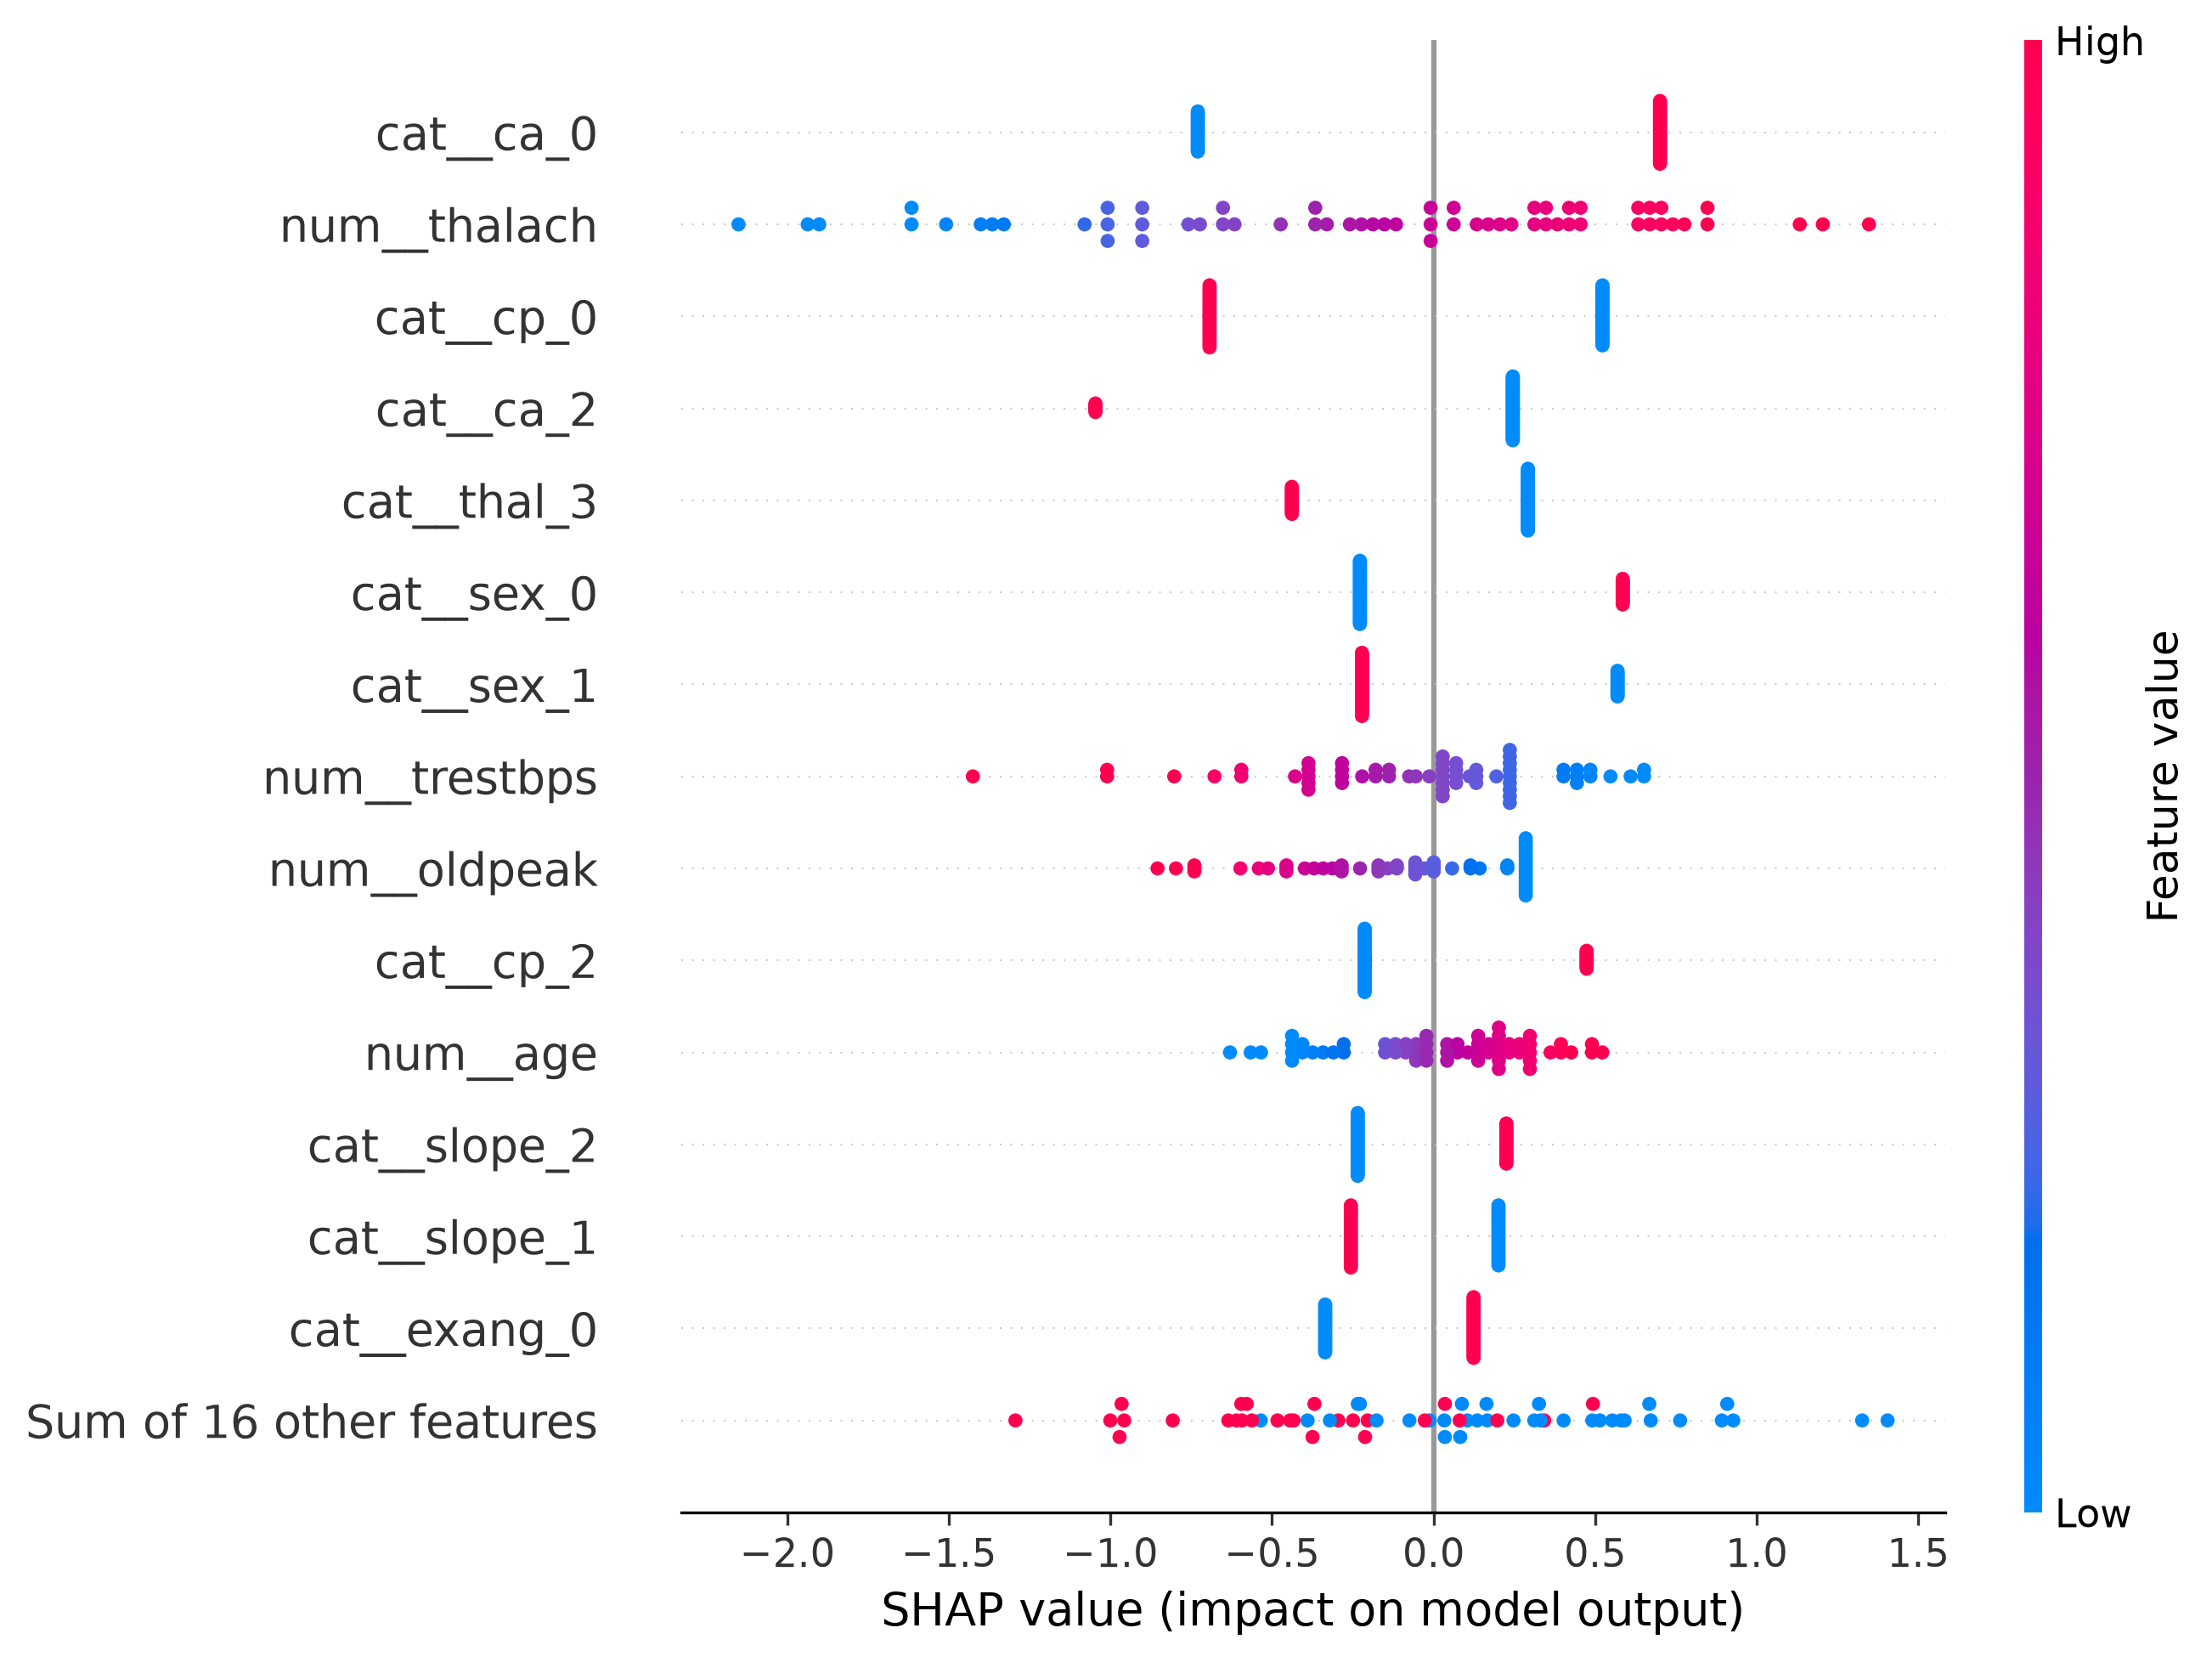 High
cat__ca_0
num__thalach
cat__cp_0
cat__ca_2
cat__thal_3
cat__sex_0
cat__sex_1
num__trestbps
num__oldpeak
cat__cp_2
num__age
cat__slope_2
cat__slope_1
cat__exang_0
Sum of 16 other features
Feature value
Low
−2.0 −1.5 −1.0 −0.5 0.0 0.5 1.0 1.5
SHAP value (impact on model output)